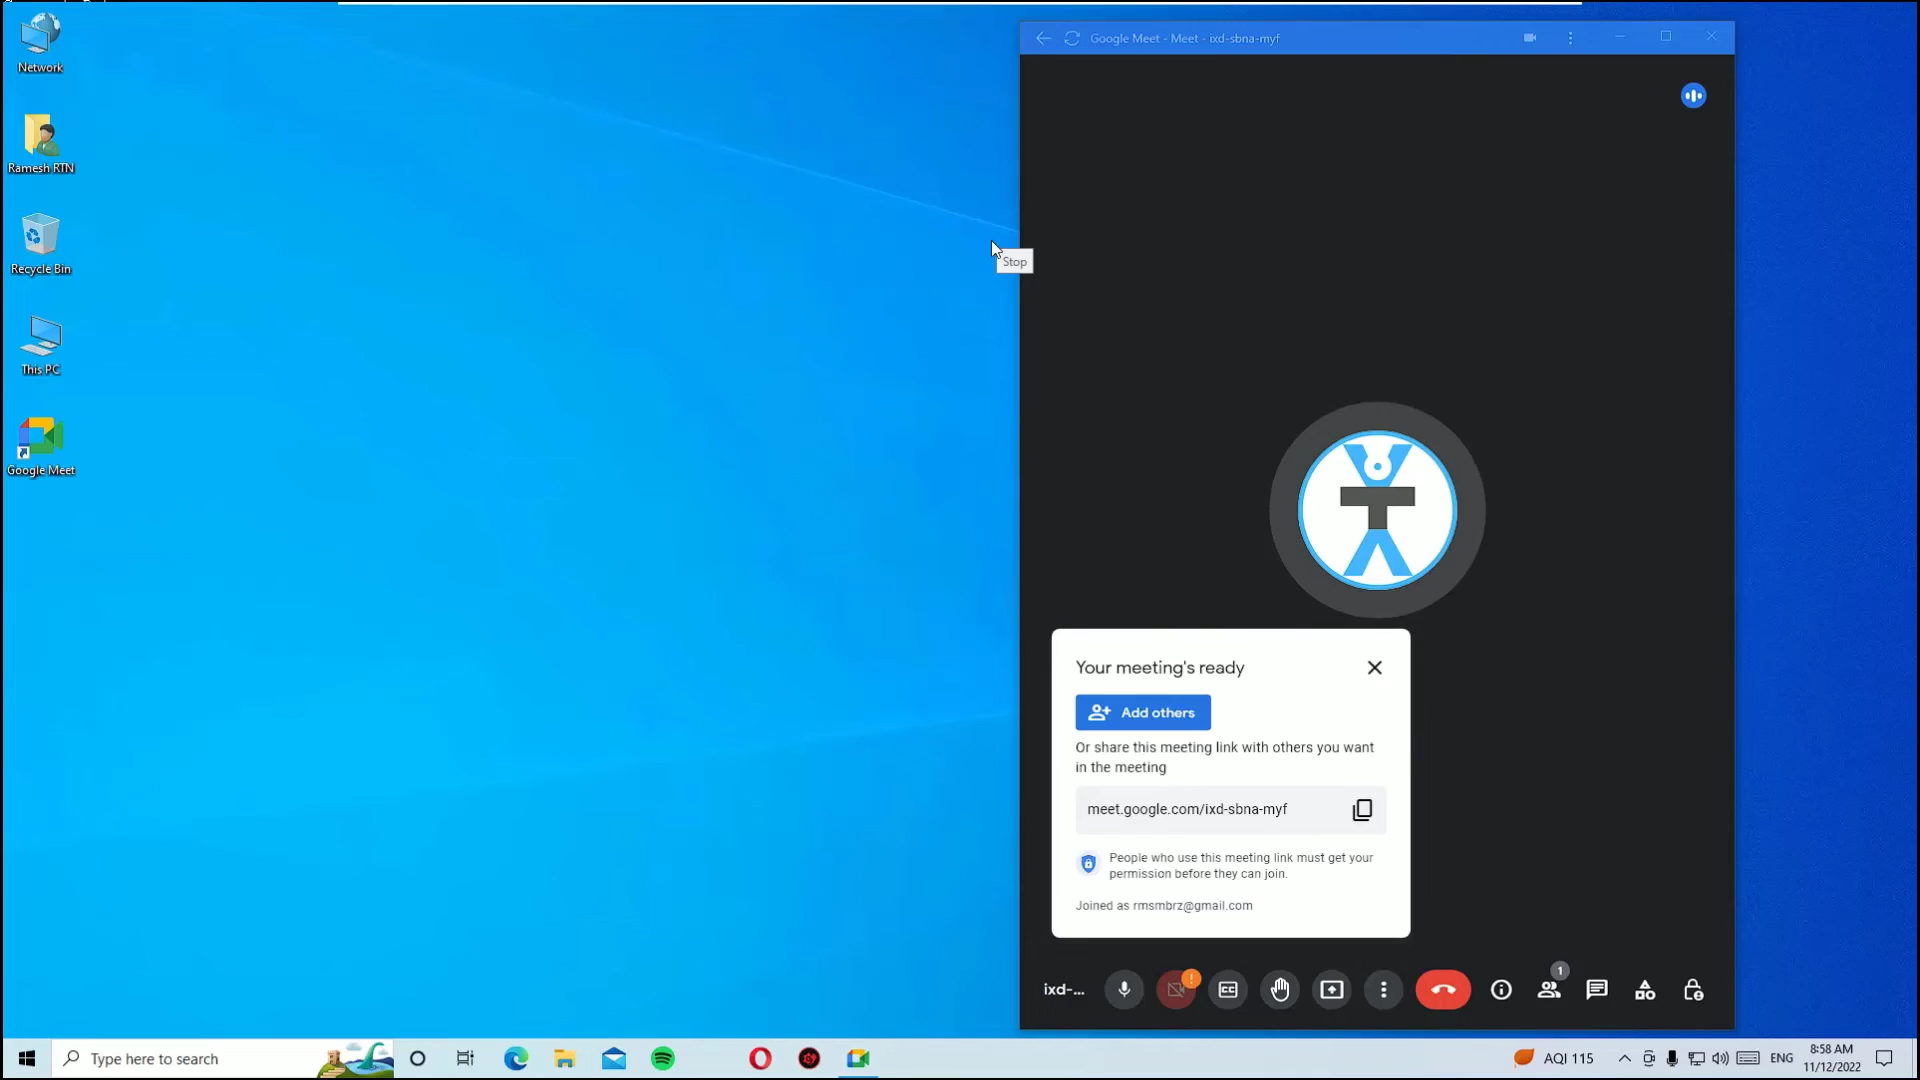 Network
Ramesh RTN
Recycle Bin
This PC
Google Meet
Google Meet - Meet - ixd-sbna-myf
Stop
Your meeting's ready
Add others
Or share this meeting link with others you want
in the meeting
meet.google.com/ixd-sbna-myf
People who use this meeting link must get your
permission before they can join.
Joined as rmsmbrz@gmail.com
ixd-...
1
Type here to search
AQI 115
ENG
8:58 AM
11/12/2022